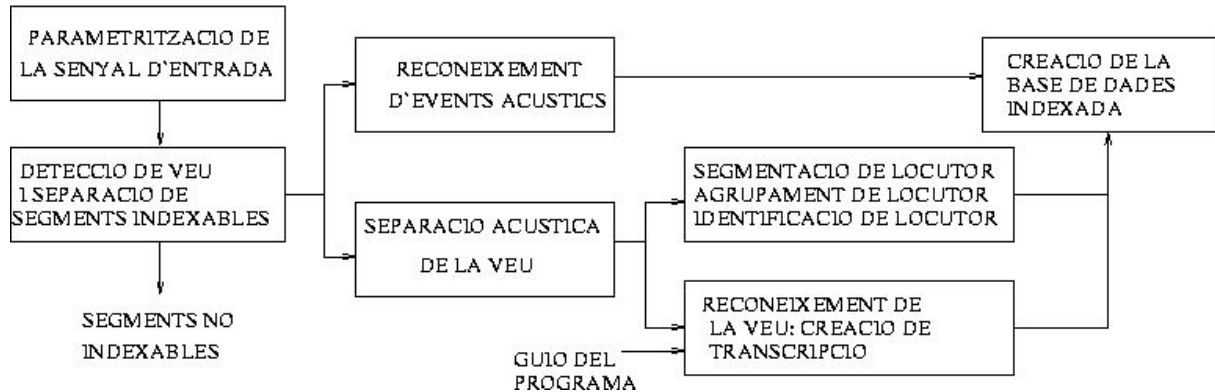 PARAMETRITZACIO DE
LA SENYAL D`ENTRADA
DETECCIO DE VEU
I SEPARACIO DE
SEGMENTS INDEXABLES
SEGMENTS NO
INDEXABLES
RECONEIXEMENT
D`EVENTS ACUSTICS
SEPARACIO ACUSTICA
DE LA VEU
SEGMENTACIO DE LOCUTOR
AGRUPAMENT DE LOCUTOR
IDENTIFICACIO DE LOCUTOR
RECONEIXEMENT DE
LA VEU: CREACIO DE
TRANSCRIPCIO
GUIO DEL
PROGRAMA
CREACIO DE LA
BASE DE DADES
INDEXADA